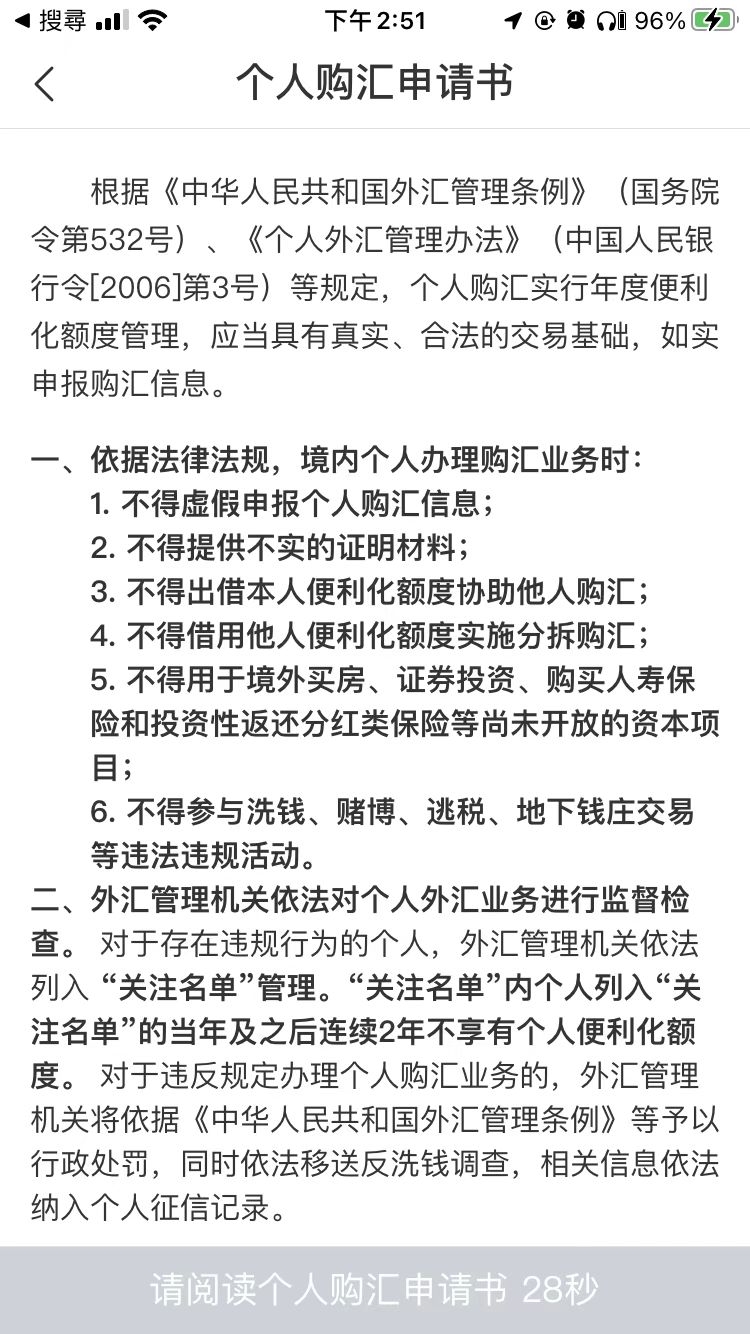 搜尋
下午2:51
96%
个人购汇申请书
根据《中华人民共和国外汇管理条例》（国务院
令第532号）、《个人外汇管理办法》（中国人民银
行令[2006]第3号）等规定，个人购汇实行年度便利
化额度管理，应当具有真实、合法的交易基础，如实
申报购汇信息。
一、依据法律法规，境内个人办理购汇业务时：
1. 不得虚假申报个人购汇信息；
2. 不得提供不实的证明材料；
3. 不得出借本人便利化额度协助他人购汇；
4. 不得借用他人便利化额度实施分拆购汇；
5. 不得用于境外买房、证券投资、购买人寿保
险和投资性返还分红类保险等尚未开放的资本项
目；
6. 不得参与洗钱、赌博、逃税、地下钱庄交易
等违法违规活动。
二、外汇管理机关依法对个人外汇业务进行监督检
查。 对于存在违规行为的个人，外汇管理机关依法
列入 “关注名单”管理。“关注名单”内个人列入“关
注名单”的当年及之后连续2年不享有个人便利化额
度。 对于违反规定办理个人购汇业务的，外汇管理
机关将依据《中华人民共和国外汇管理条例》等予以
行政处罚，同时依法移送反洗钱调查，相关信息依法
纳入个人征信记录。
请阅读个人购汇申请书 28秒